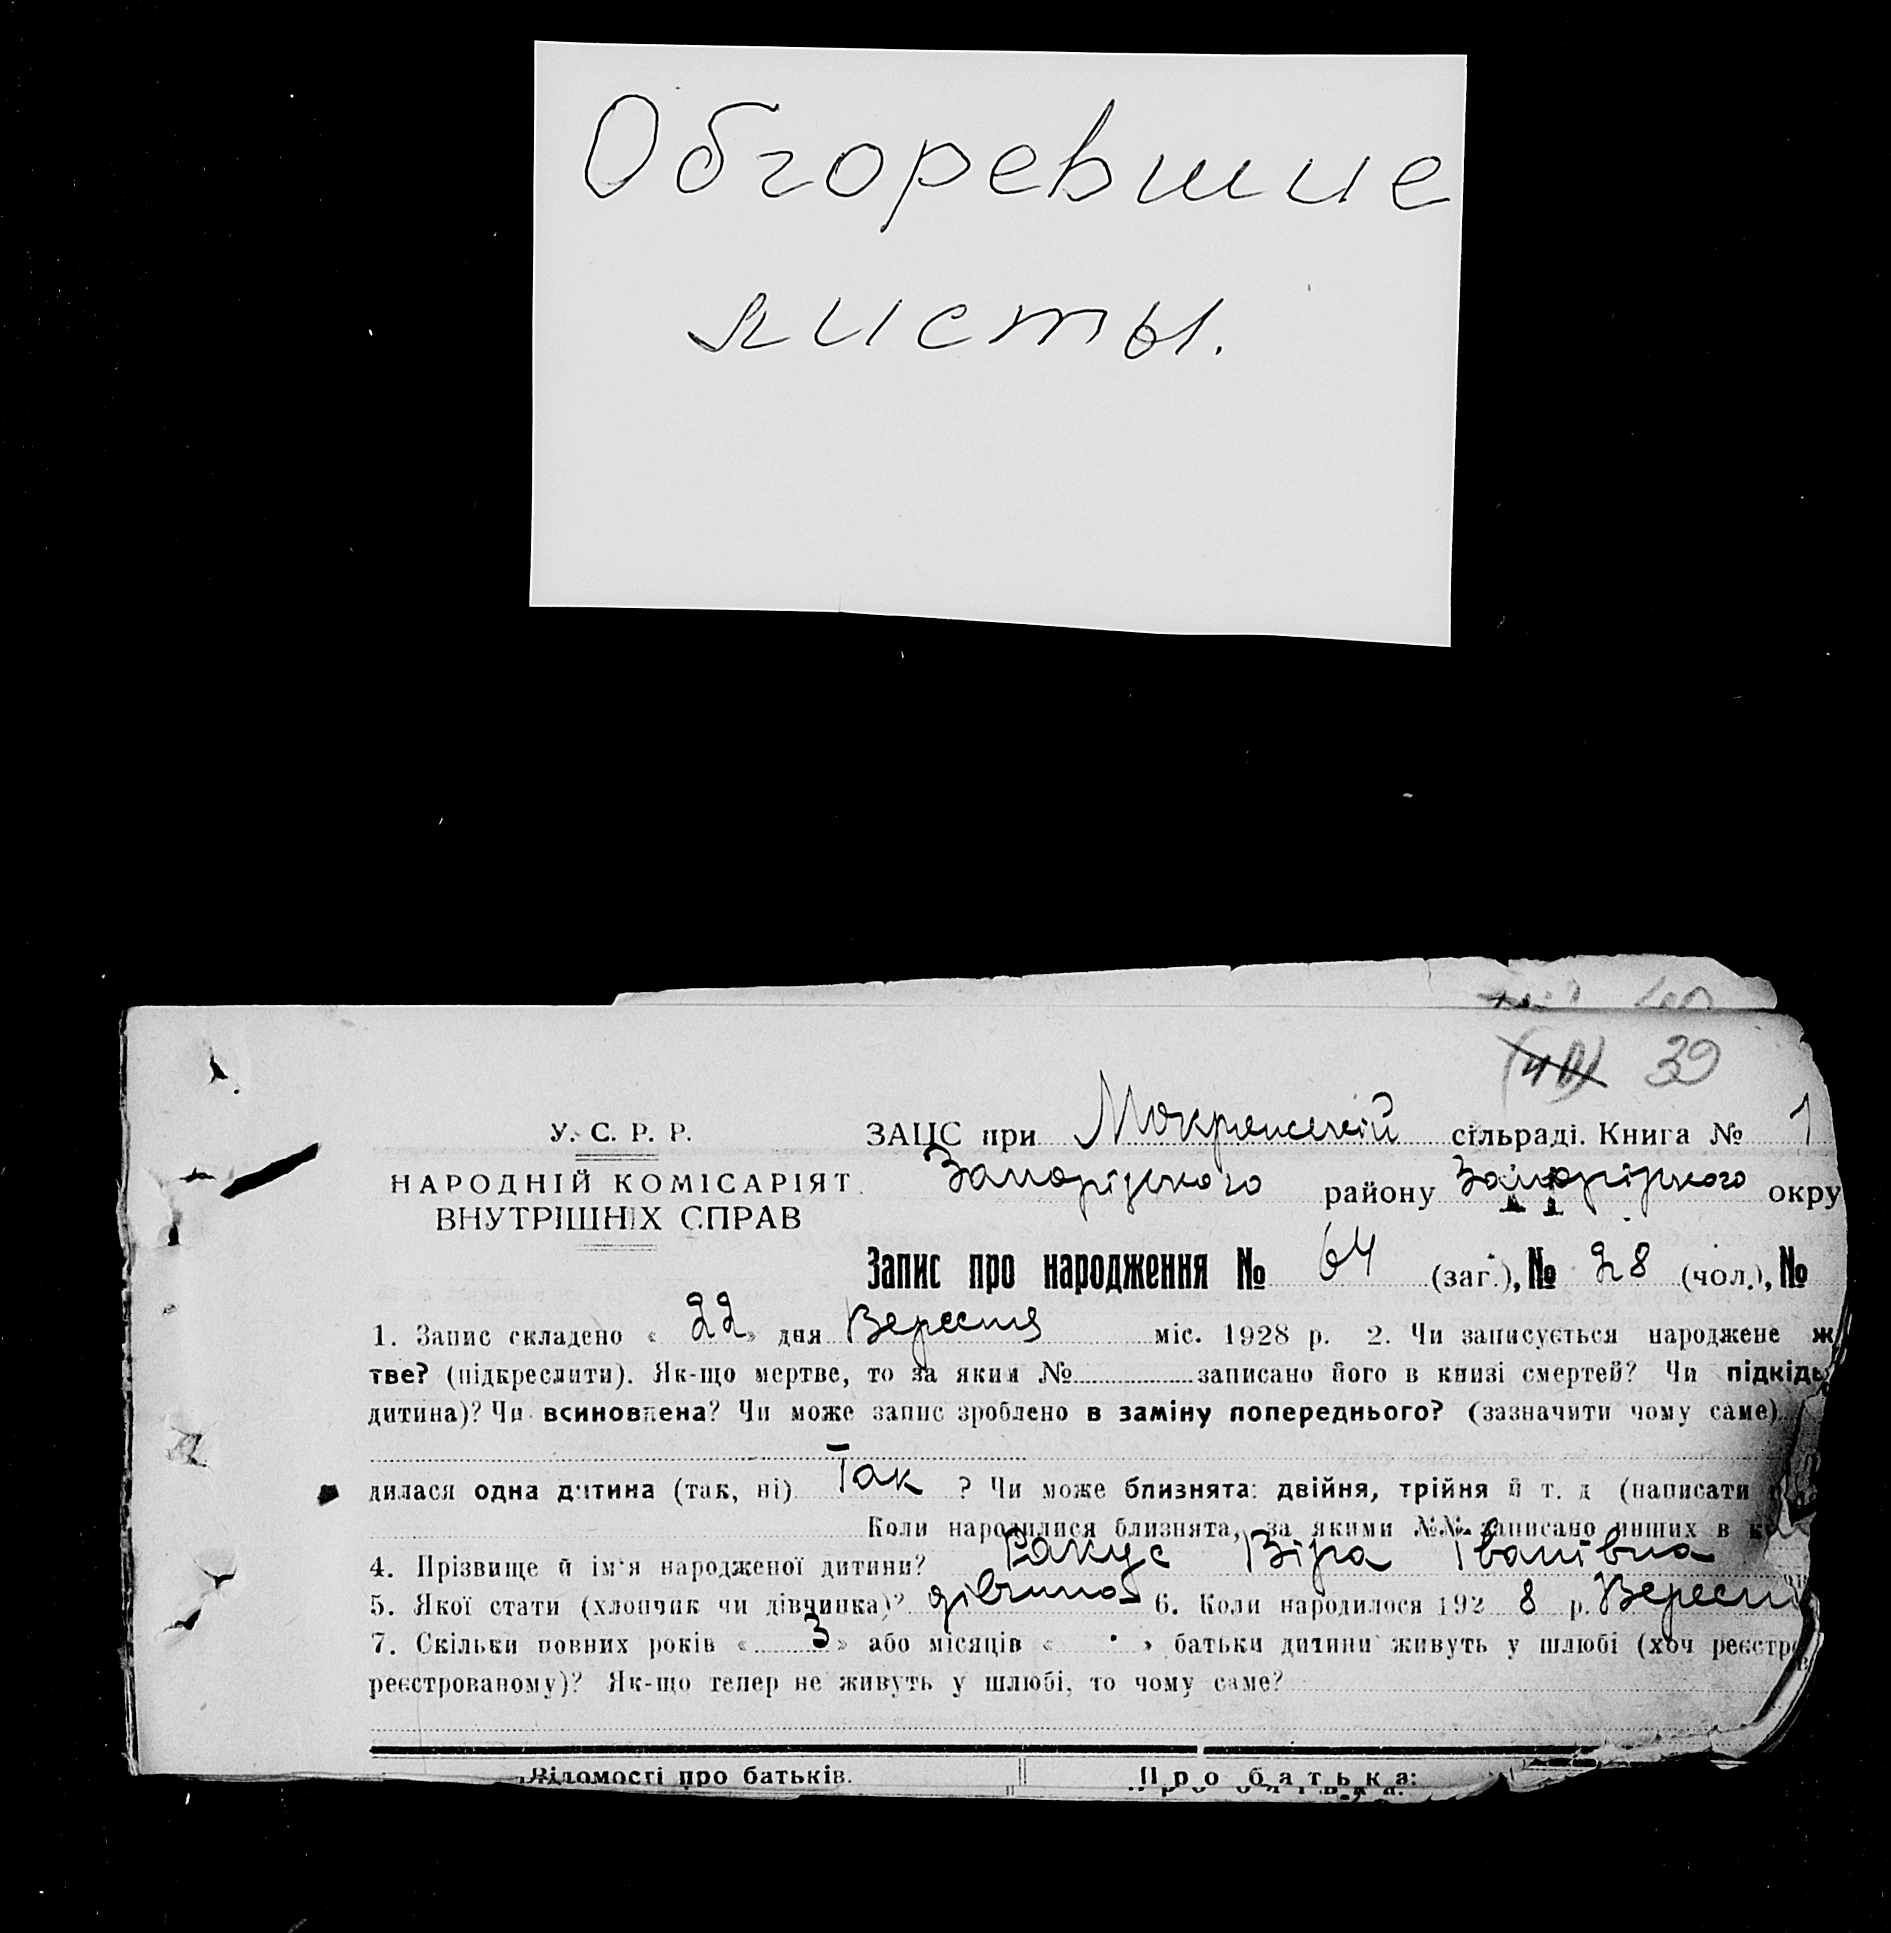 Обгоревшие
листы.
(40) 39
У. С. Р. Р.
НАРОДНІЙ КОМІСАРІЯТ
ВНУТРІШНІХ СПРАВ
ЗАЦС при Мокрянській сільраді. Книга № 1
Запорізького району Запорізького окру
Запис про народження № 64 (заг.), № 28 (чол.), №
1. Запис складено « 22 » дня Вересня міс. 1928 р. 2. Чи записується народжене ж
тве? (підкреслити). Як-що мертве, то за яким № записано його в книзі смертей? Чи підкідь
дитина)? Чи всиновлена? Чи може запис зроблено в заміну попереднього? (зазначити чому саме)
дилася одна дитина (так, ні) Так ? Чи може близнята: двійня, трійня й т. д (написати
Коли народилися близнята, за якими №№ записано инших в к
4. Прізвище й ім'я народженої дитини? Ракус Віра Іванівна
5. Якої стати (хлопчик чи дівчинка)? дівчина 6. Коли народилося 192 8 р. Вересн
7. Скільки повних років « 3 » або місяців « » батьки дитини живуть у шлюбі (хоч реєстро
реєстрованому)? Як-що тепер не живуть у шлюбі, то чому саме?
Відомості про батьків. Про батька: